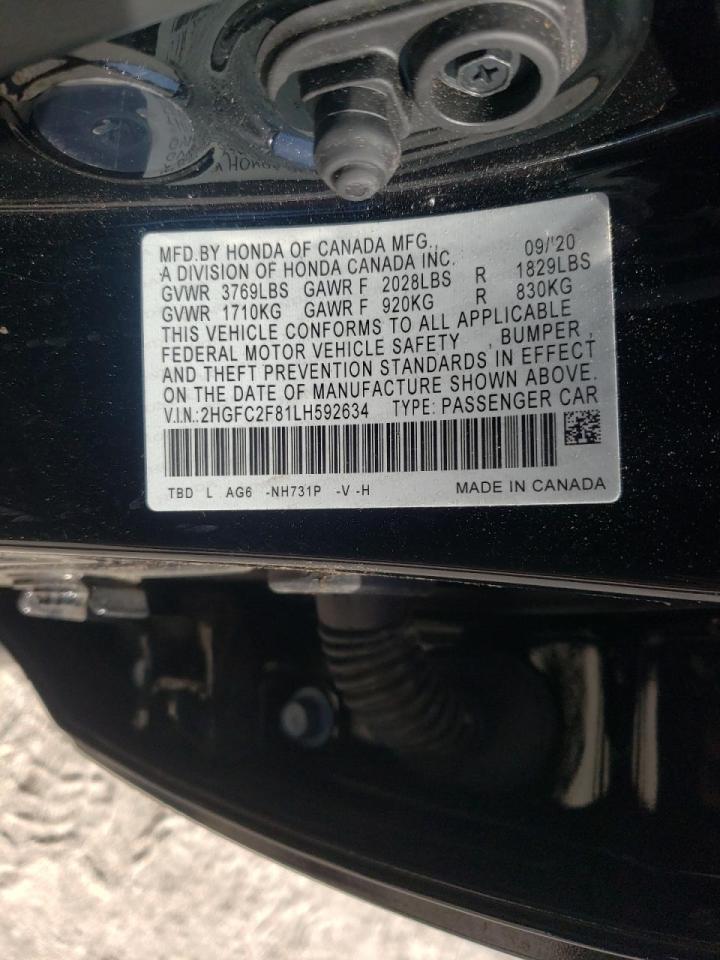 MFD.BY HONDA OF CANADA MFG., 09/'20
A DIVISION OF HONDA CANADA INC.
GVWR 3769LBS GAWR F 2028LBS R 1829LBS
GVWR 1710KG GAWR F 920KG R 830KG
THIS VEHICLE CONFORMS TO ALL APPLICABLE
FEDERAL MOTOR VEHICLE SAFETY , BUMPER ,
AND THEFT PREVENTION STANDARDS IN EFFECT
ON THE DATE OF MANUFACTURE SHOWN ABOVE.
V.I.N.:2HGFC2F81LH592634 TYPE: PASSENGER CAR
TBD L AG6 -NH731P -V -H MADE IN CANADA